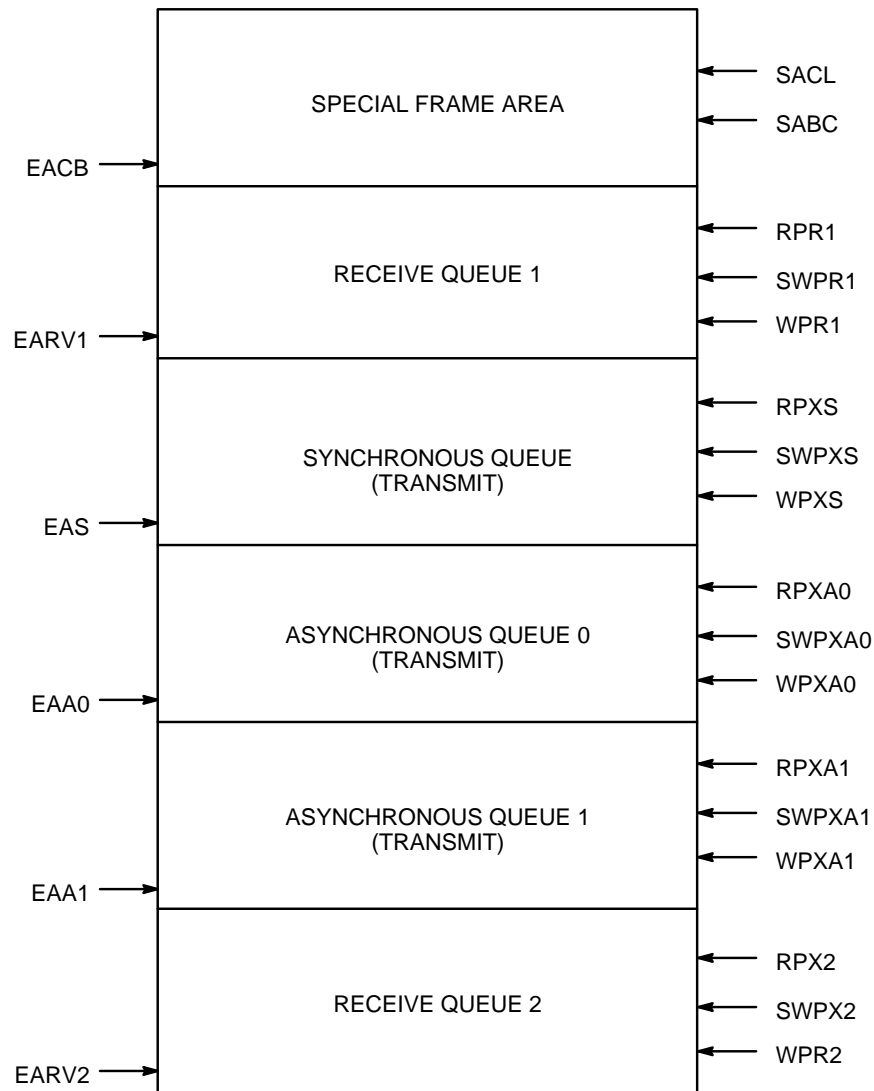 SPECIAL FRAME AREA
SACL
SABC
EACB
RPR1
RECEIVE QUEUE 1
SWPR1
WPR1
EARV1
RPXS
SYNCHRONOUS QUEUE
(TRANSMIT)
SWPXS
WPXS
EAS
RPXA0
ASYNCHRONOUS QUEUE 0
(TRANSMIT)
SWPXA0
WPXA0
EAA0
RPXA1
ASYNCHRONOUS QUEUE 1
(TRANSMIT)
SWPXA1
WPXA1
EAA1
RPX2
RECEIVE QUEUE 2
SWPX2
WPR2
EARV2